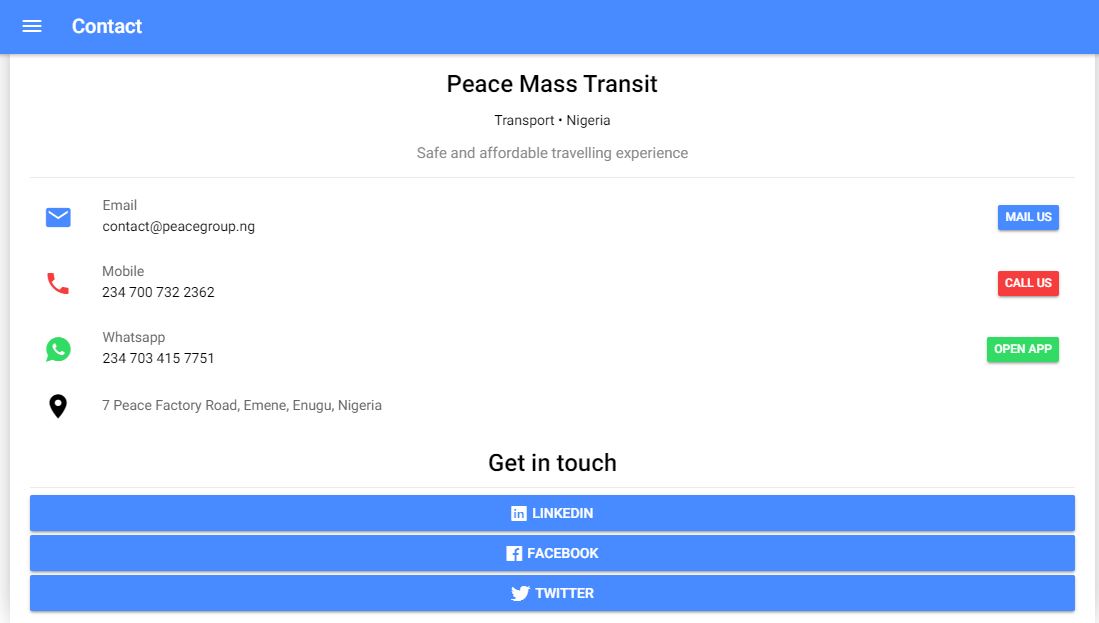 Contact
Peace Mass Transit
Transport • Nigeria
Safe and affordable travelling experience
Email
contact@peacegroup.ng
MAIL US
Mobile
234 700 732 2362
CALL US
Whatsapp
234 703 415 7751
OPEN APP
7 Peace Factory Road, Emene, Enugu, Nigeria
Get in touch
LINKEDIN
FACEBOOK
TWITTER